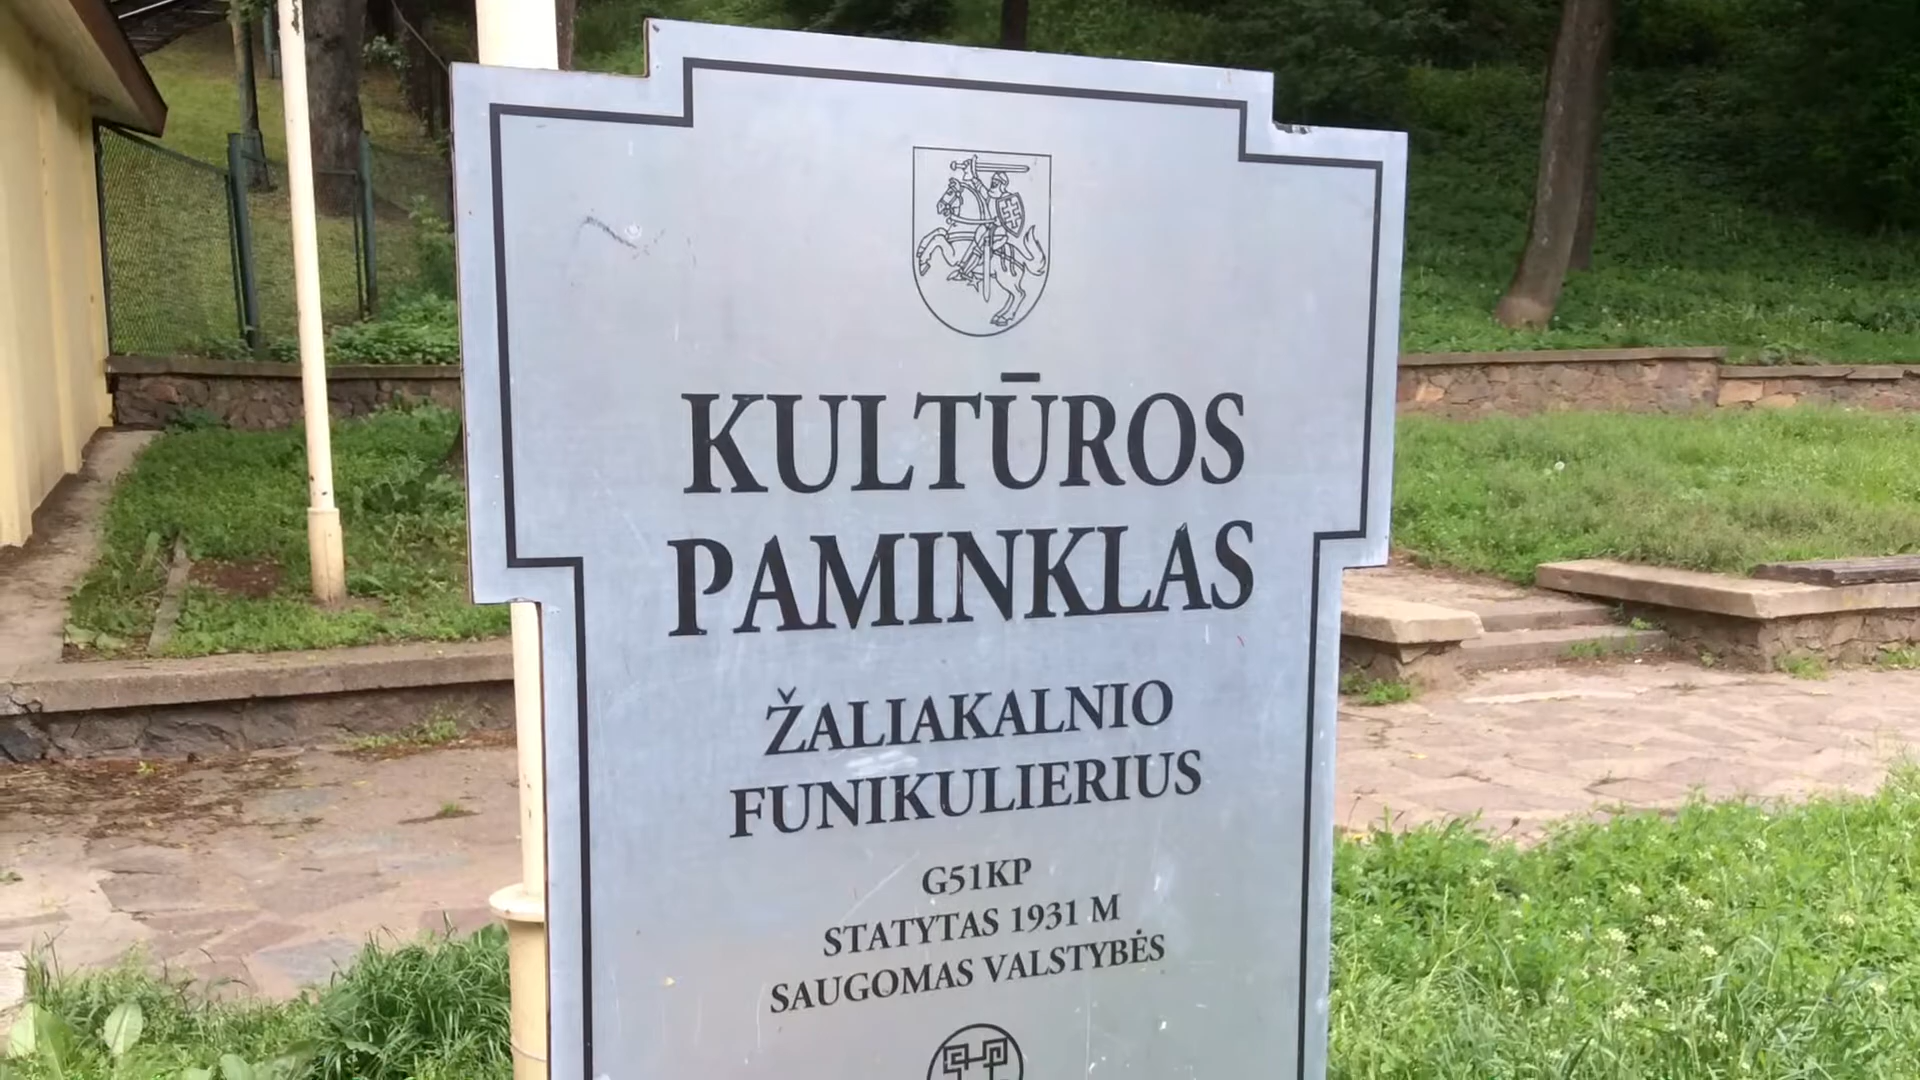 KULTŪROS
PAMINKLAS
ŽALIAKALNIO
FUNIKULIERIUS
G51KP
STATYTAS 1931 M
SAUGOMAS VALSTYBĖS